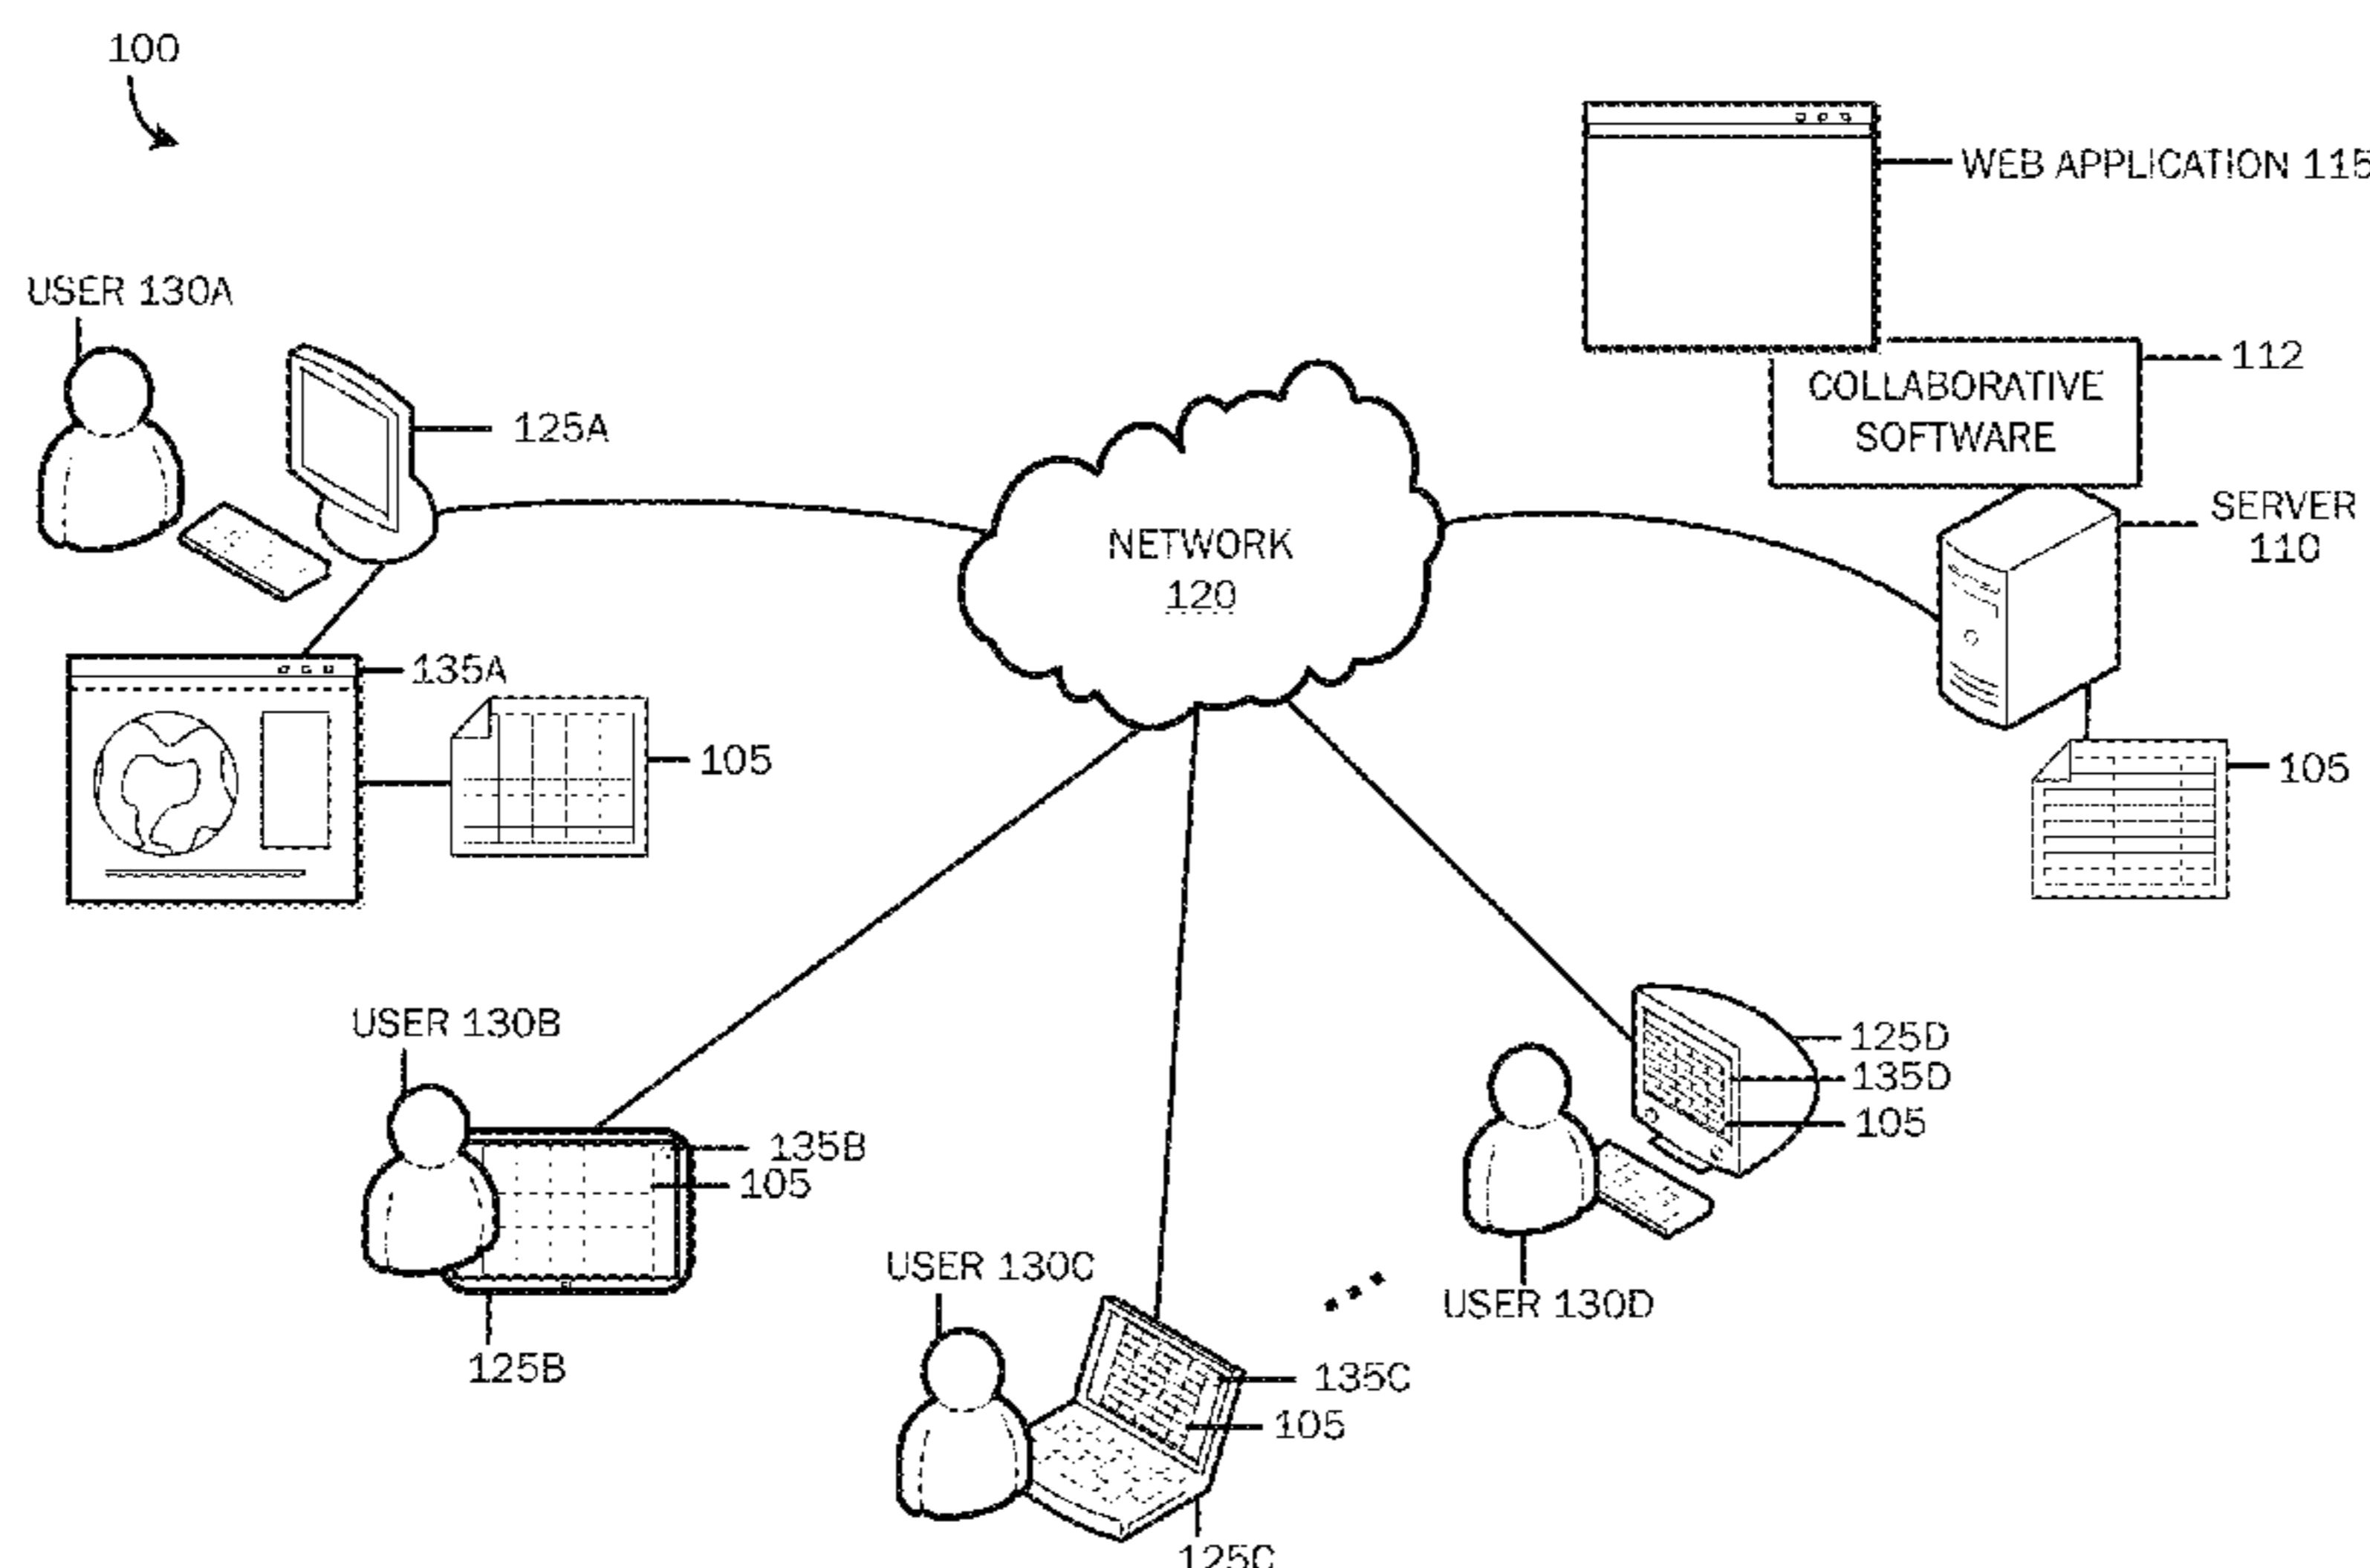 100
WEB APPLICATION 115
USER 130A
112
COLLABORATIVE
SOFTWARE
125A
SERVER
110
NETWORK
120
135A
105
105
USER 130B
125D
135D
105
135B
105
USER 130C
USER 130D
125B
135C
105
125C